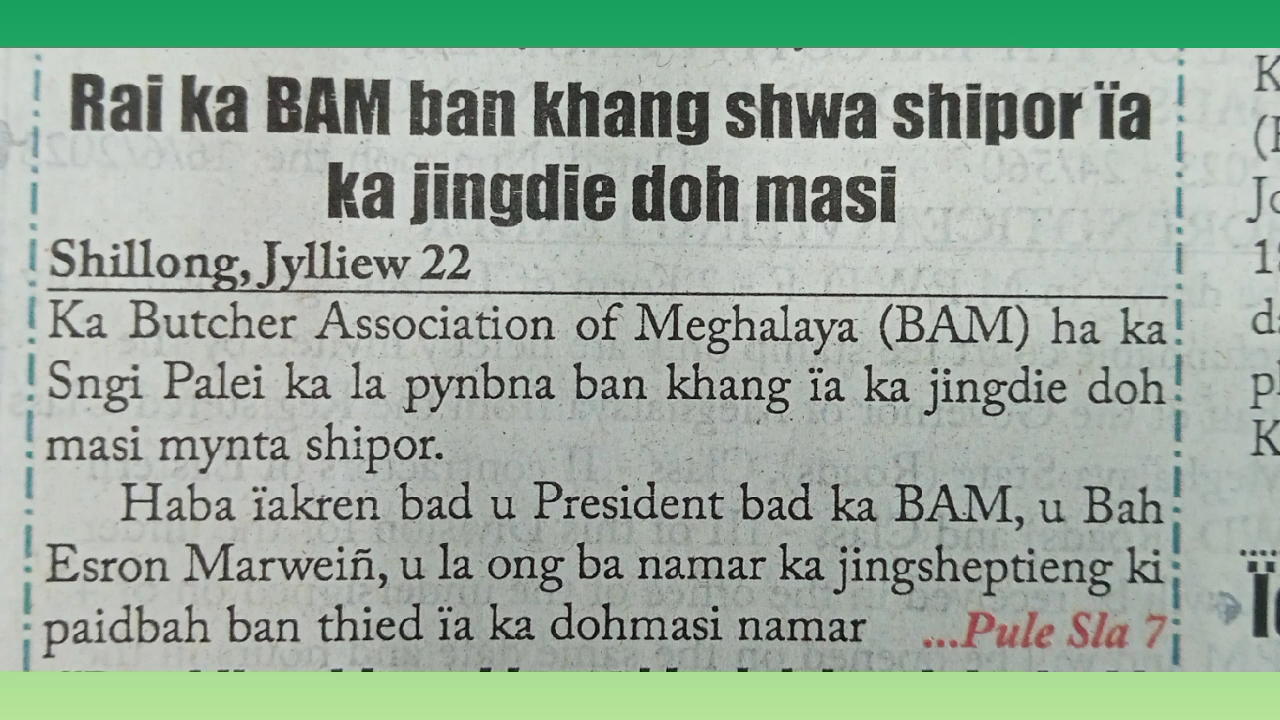 Rai ka BAM ban khang shwa shipor ïa
ka jingdie doh masi
Shillong, Jylliew 22
Ka Butcher Association of Meghalaya (BAM) ha ka
Sngi Palei ka la pynbna ban khang ïa ka jingdie doh
masi mynta shipor.
Haba ïakren bad u President bad ka BAM, u Bah
Esron Marweiñ, u la ong ba namar ka jingsheptieng ki
paidbah ban thied ïa ka dohmasi namar ...Pule Sla 7